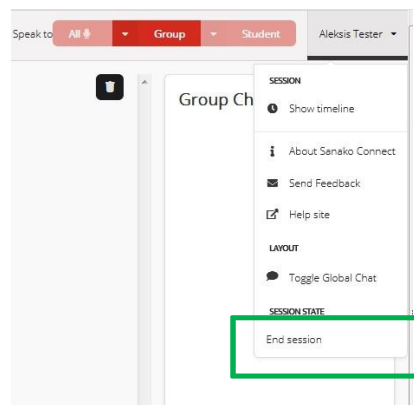 Speak to All Group Student Aleksis Tester
Group Ch
SESSION
Show timeline
About Sanako Connect
Send Feedback
Help site
LAYOUT
Toggle Global Chat
SESSION STATE
End session